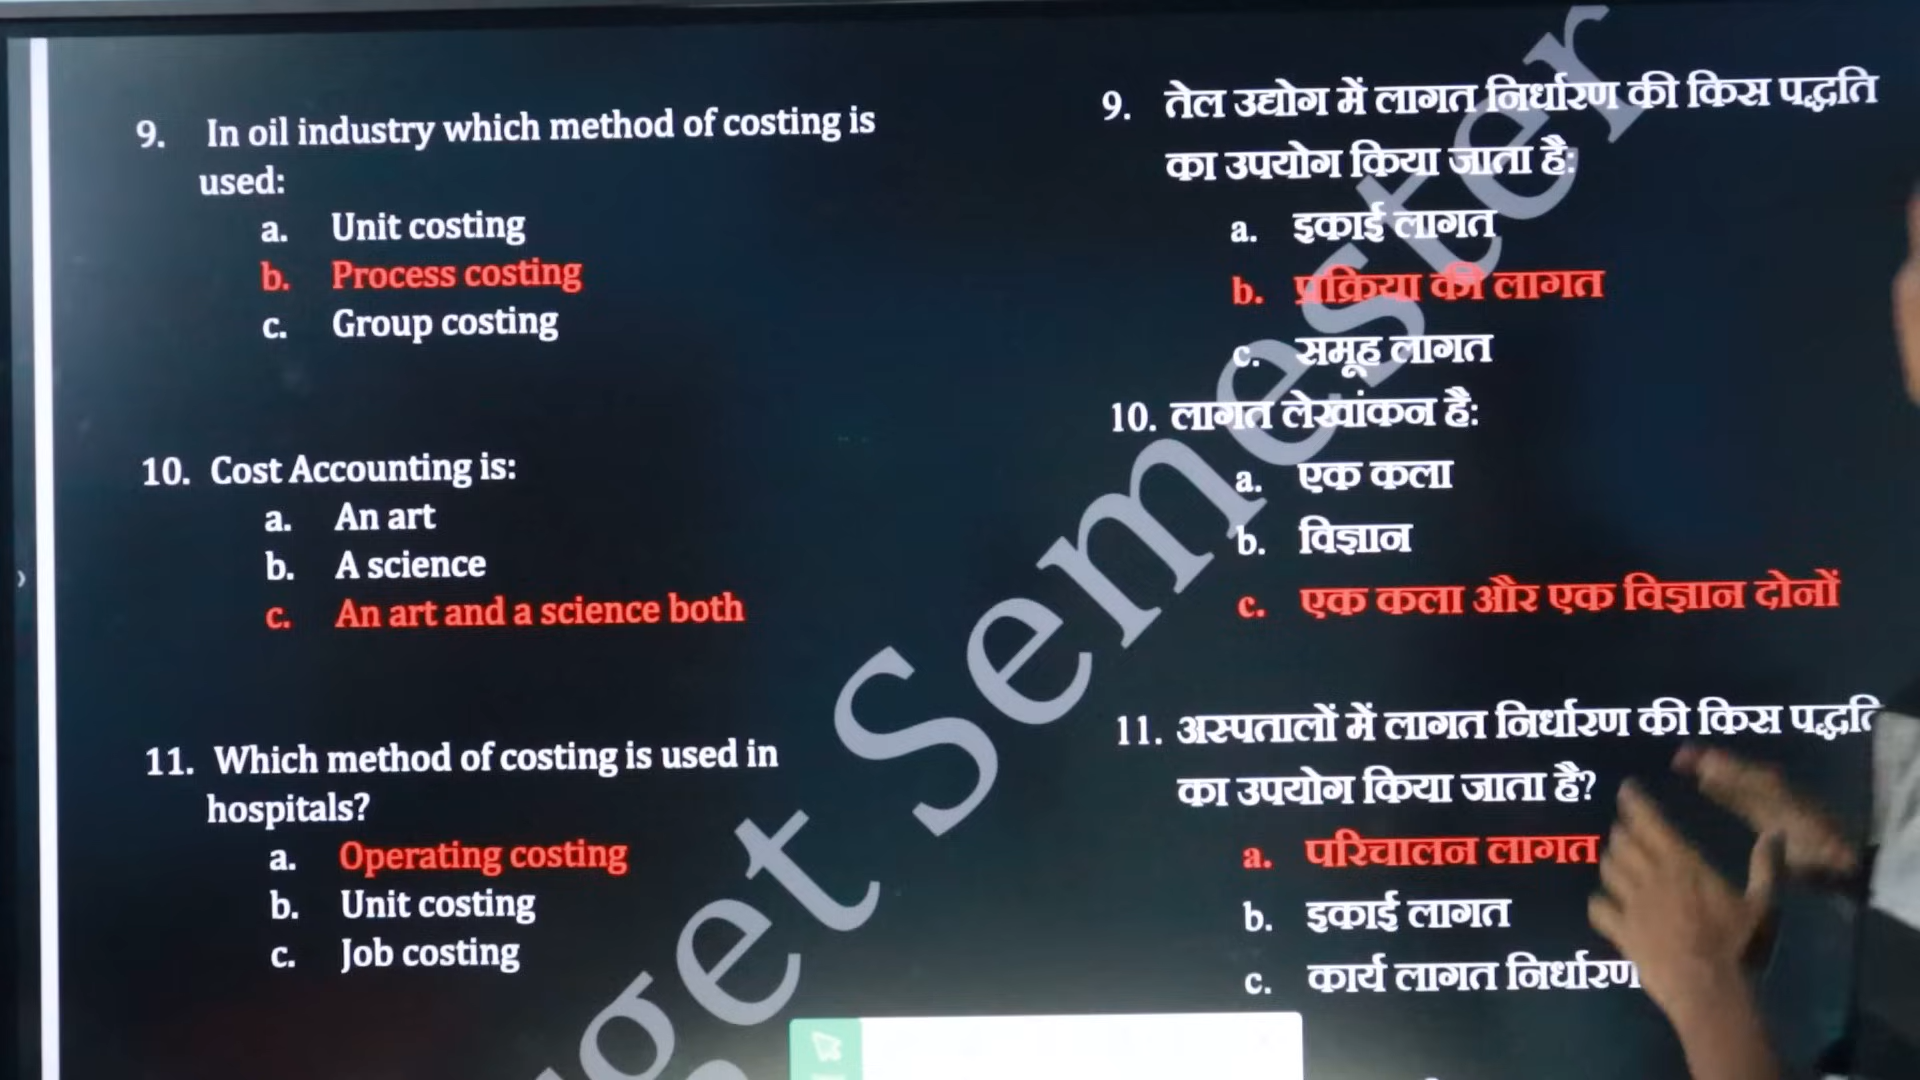 9. In oil industry which method of costing is
used:
a. Unit costing
b. Process costing
c. Group costing
10. Cost Accounting is:
a. An art
b. A science
c. An art and a science both
11. Which method of costing is used in
hospitals?
a. Operating costing
b. Unit costing
c. Job costing
9. तेल उद्योग में लागत निर्धारण की किस पद्धति
का उपयोग किया जाता है:
a. इकाई लागत
b. प्रक्रिया की लागत
c. समूह लागत
10. लागत लेखांकन है:
a. एक कला
b. विज्ञान
c. एक कला और एक विज्ञान दोनों
11. अस्पतालों में लागत निर्धारण की किस पद्धति
का उपयोग किया जाता है?
a. परिचालन लागत
b. इकाई लागत
c. कार्य लागत निर्धारण
get Semester